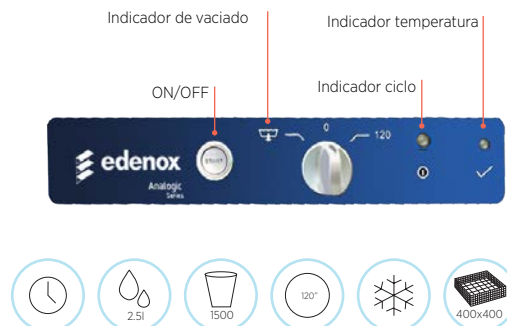 Indicador de vaciado
Indicador temperatura
ON/OFF
Indicador ciclo
0
120
edenox
START
Analogic
Series
2.5l
1500
120"
400x400